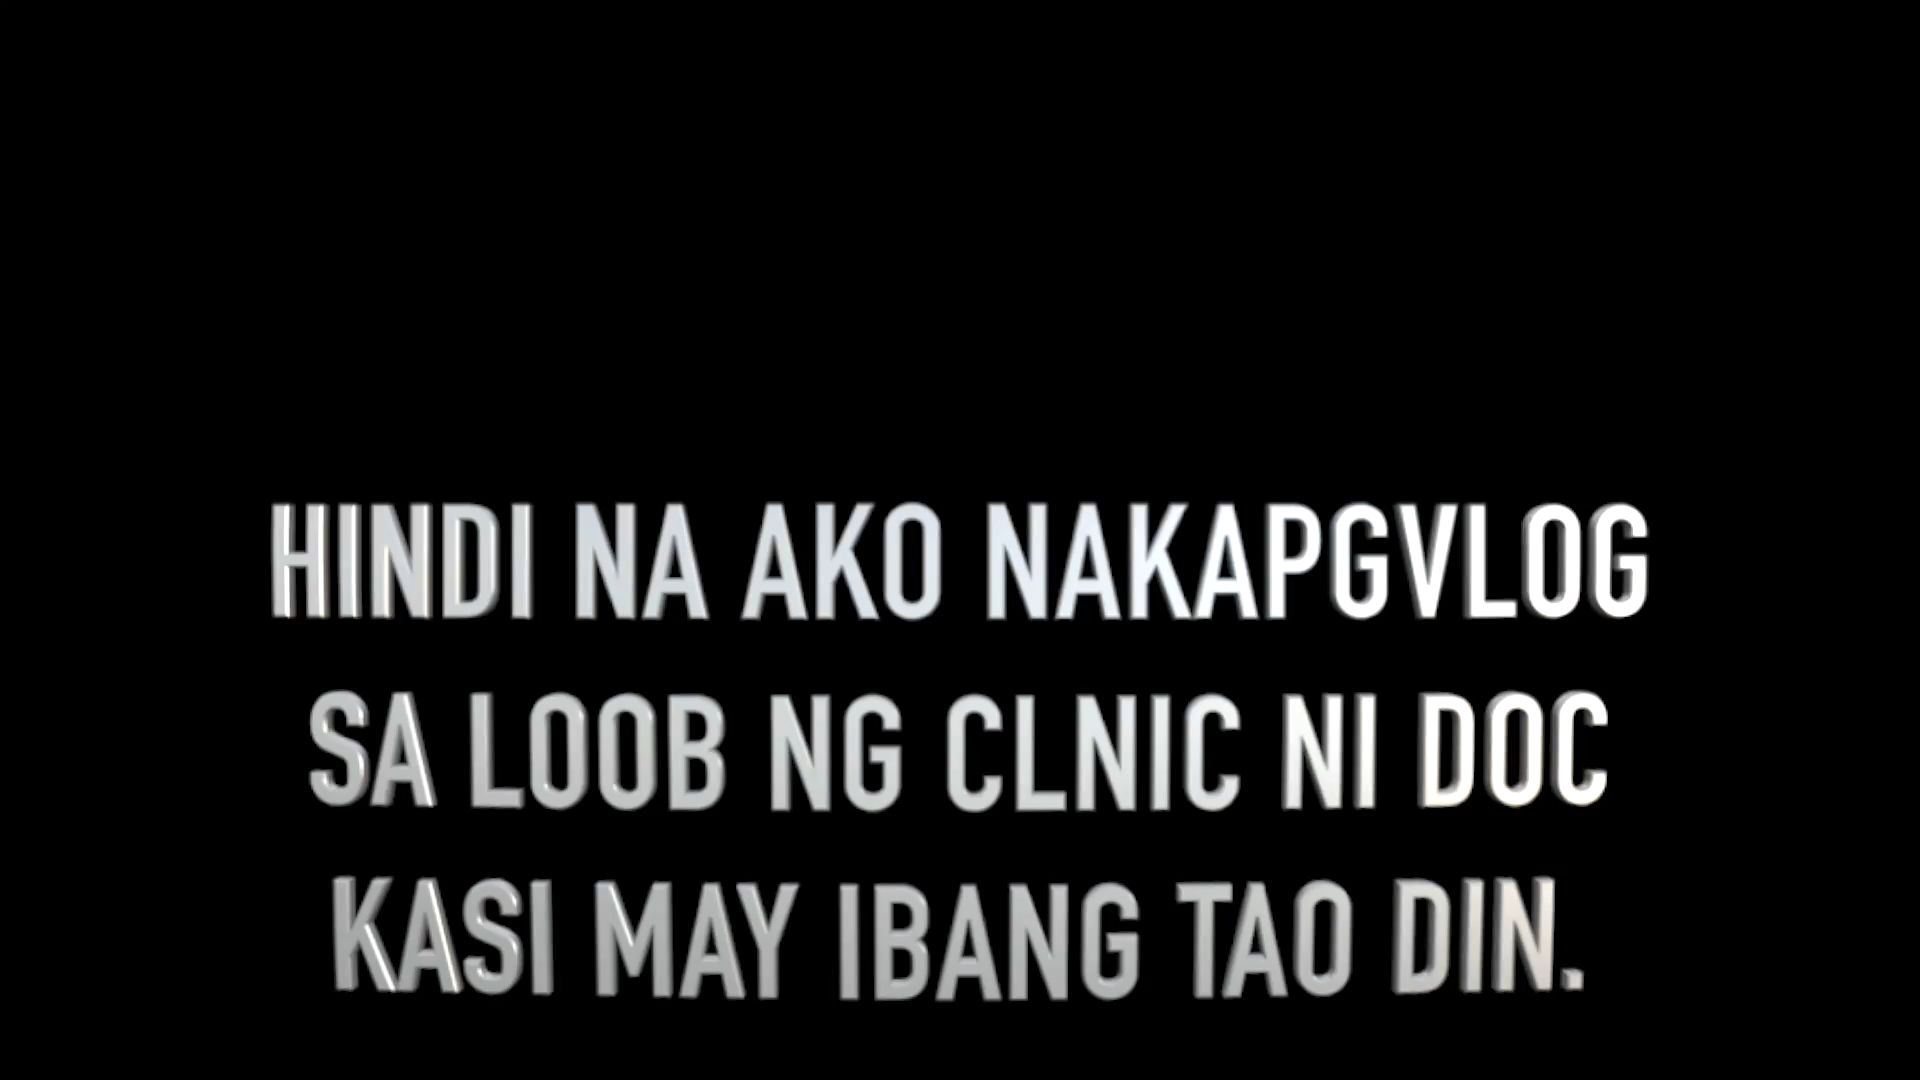 HINDI NA AKO NAKAPGVLOG
SA LOOB NG CLNIC NI DOC
KASI MAY IBANG TAO DIN.